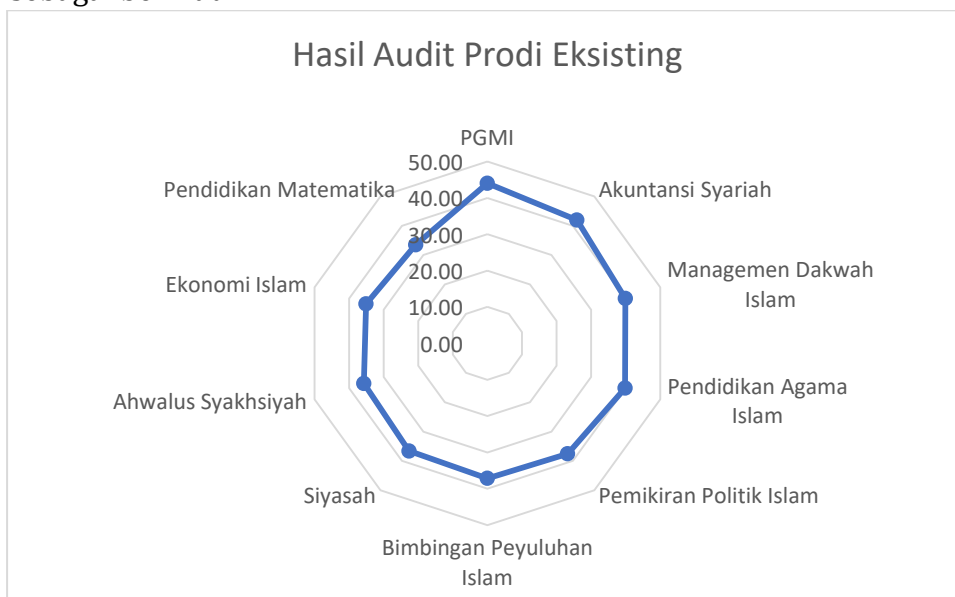 Hasil Audit Prodi Eksisting
PGMI
50.00
Pendidikan Matematika
Akuntansi Syariah
40.00
30.00
Ekonomi Islam
Managemen Dakwah
Islam
20.00
10.00
0.00
Ahwalus Syakhsiyah
Pendidikan Agama
Islam
Siyasah
Pemikiran Politik Islam
Bimbingan Peyuluhan
Islam